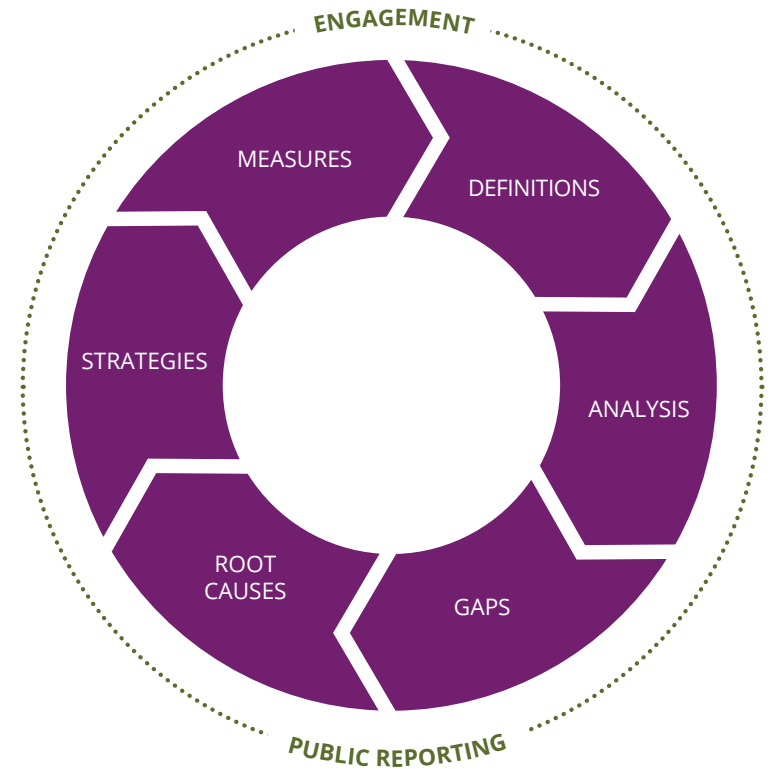 ENGAGEMENT
MEASURES
DEFINITIONS
STRATEGIES
ANALYSIS
ROOT
CAUSES
GAPS
PUBLIC REPORTING